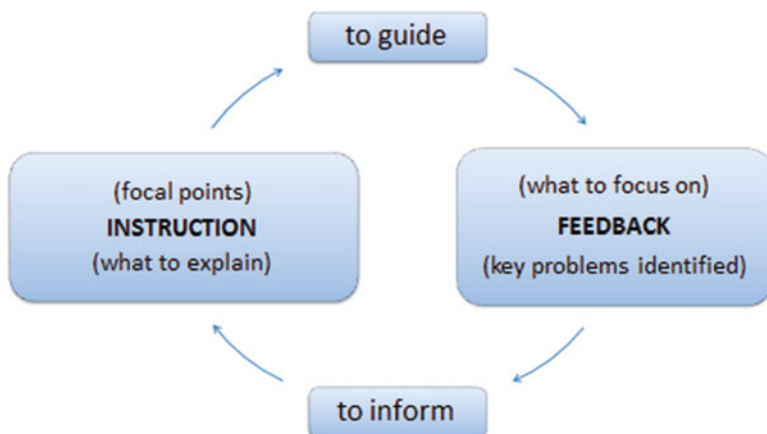 to guide
(focal points)
INSTRUCTION
(what to explain)
(what to focus on)
FEEDBACK
(key problems identified)
to inform